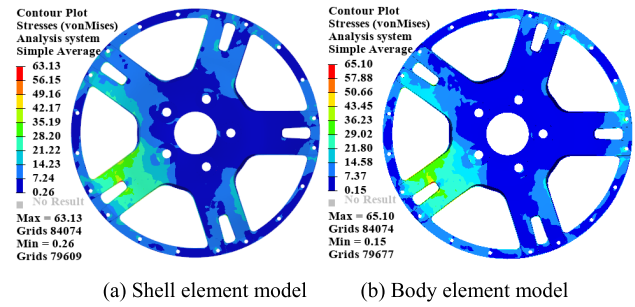 Contour Plot
Stresses (vonMises)
Analysis system
Simple Average
63.13
56.15
49.16
42.17
35.19
28.20
21.22
14.23
7.24
0.26
No Result
Max = 63.13
Grids 84074
Min = 0.26
Grids 79609
(a) Shell element model
Contour Plot
Stresses (vonMises)
Analysis system
Simple Average
65.10
57.88
50.66
43.45
36.23
29.02
21.80
14.58
7.37
0.15
No Result
Max = 65.10
Grids 84074
Min = 0.15
Grids 79677
(b) Body element model